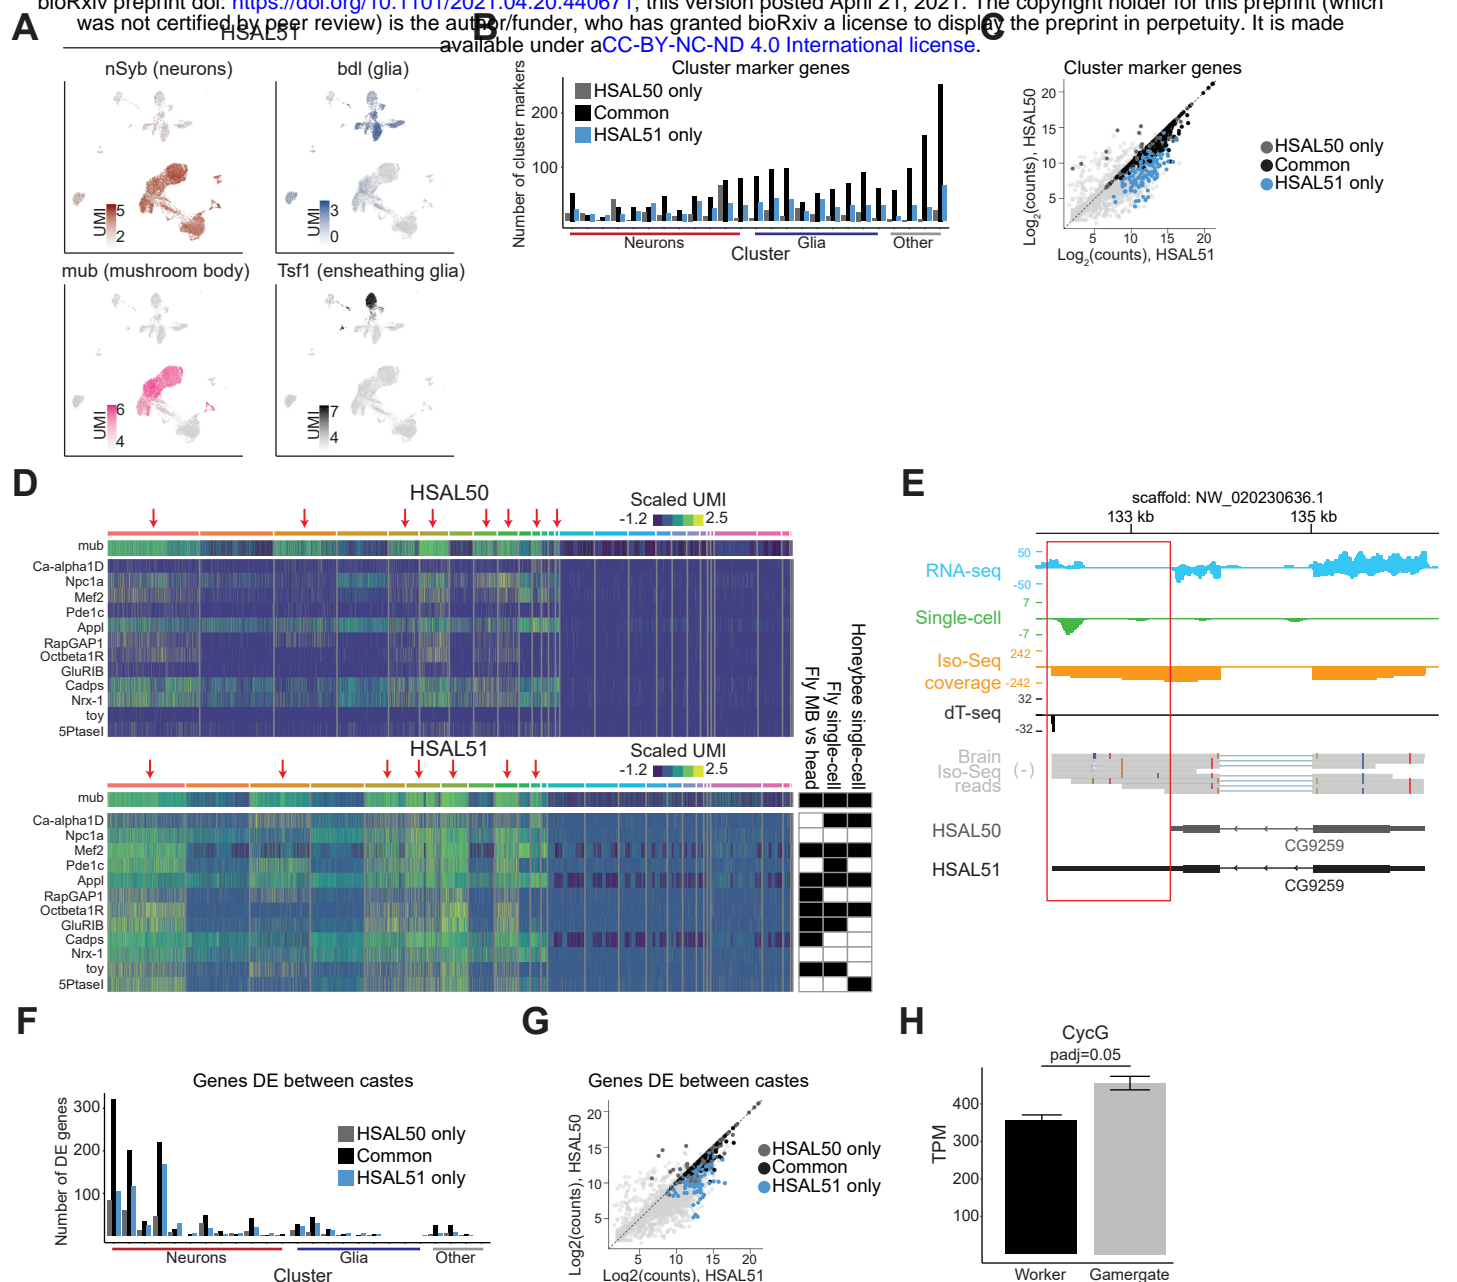 bioRxiv preprint doi: https://doi.org/10.1101/2021.04.20.440671; this version posted April 21, 2021. The copyright holder for this preprint (which
was not certified by peer review) is the author/funder, who has granted bioRxiv a license to display the preprint in perpetuity. It is made
available under aCC-BY-NC-ND 4.0 International license.
A
HSAL51
nSyb (neurons)
bdl (glia)
UMI
5
2
UMI
3
0
mub (mushroom body)
Tsf1 (ensheathing glia)
UMI
6
4
UMI
7
4
B
Cluster marker genes
Number of cluster markers
200
100
HSAL50 only
Common
HSAL51 only
Neurons
Glia
Other
Cluster
C
Cluster marker genes
Log2(counts), HSAL50
20
15
10
5
5
10
15
20
Log2(counts), HSAL51
HSAL50 only
Common
HSAL51 only
D
HSAL50
Scaled UMI
-1.2
2.5
mub
Ca-alpha1D
Npc1a
Mef2
Pde1c
Appl
RapGAP1
Octbeta1R
GluRIB
Cadps
Nrx-1
toy
5PtaseI
HSAL51
Scaled UMI
-1.2
2.5
mub
Ca-alpha1D
Npc1a
Mef2
Pde1c
Appl
RapGAP1
Octbeta1R
GluRIB
Cadps
Nrx-1
toy
5PtaseI
Fly MB vs head
Fly single-cell
Honeybee single-cell
E
scaffold: NW_020230636.1
133 kb
135 kb
RNA-seq
50
-50
Single-cell
7
-7
Iso-Seq
coverage
242
-242
dT-seq
32
-32
Brain
Iso-Seq
reads
(-)
HSAL50
CG9259
HSAL51
CG9259
F
Genes DE between castes
Number of DE genes
300
200
100
HSAL50 only
Common
HSAL51 only
Neurons
Glia
Other
Cluster
G
Genes DE between castes
Log2(counts), HSAL50
20
15
10
5
5
10
15
20
Log2(counts), HSAL51
HSAL50 only
Common
HSAL51 only
H
CycG
padj=0.05
TPM
400
300
200
100
Worker
Gamergate